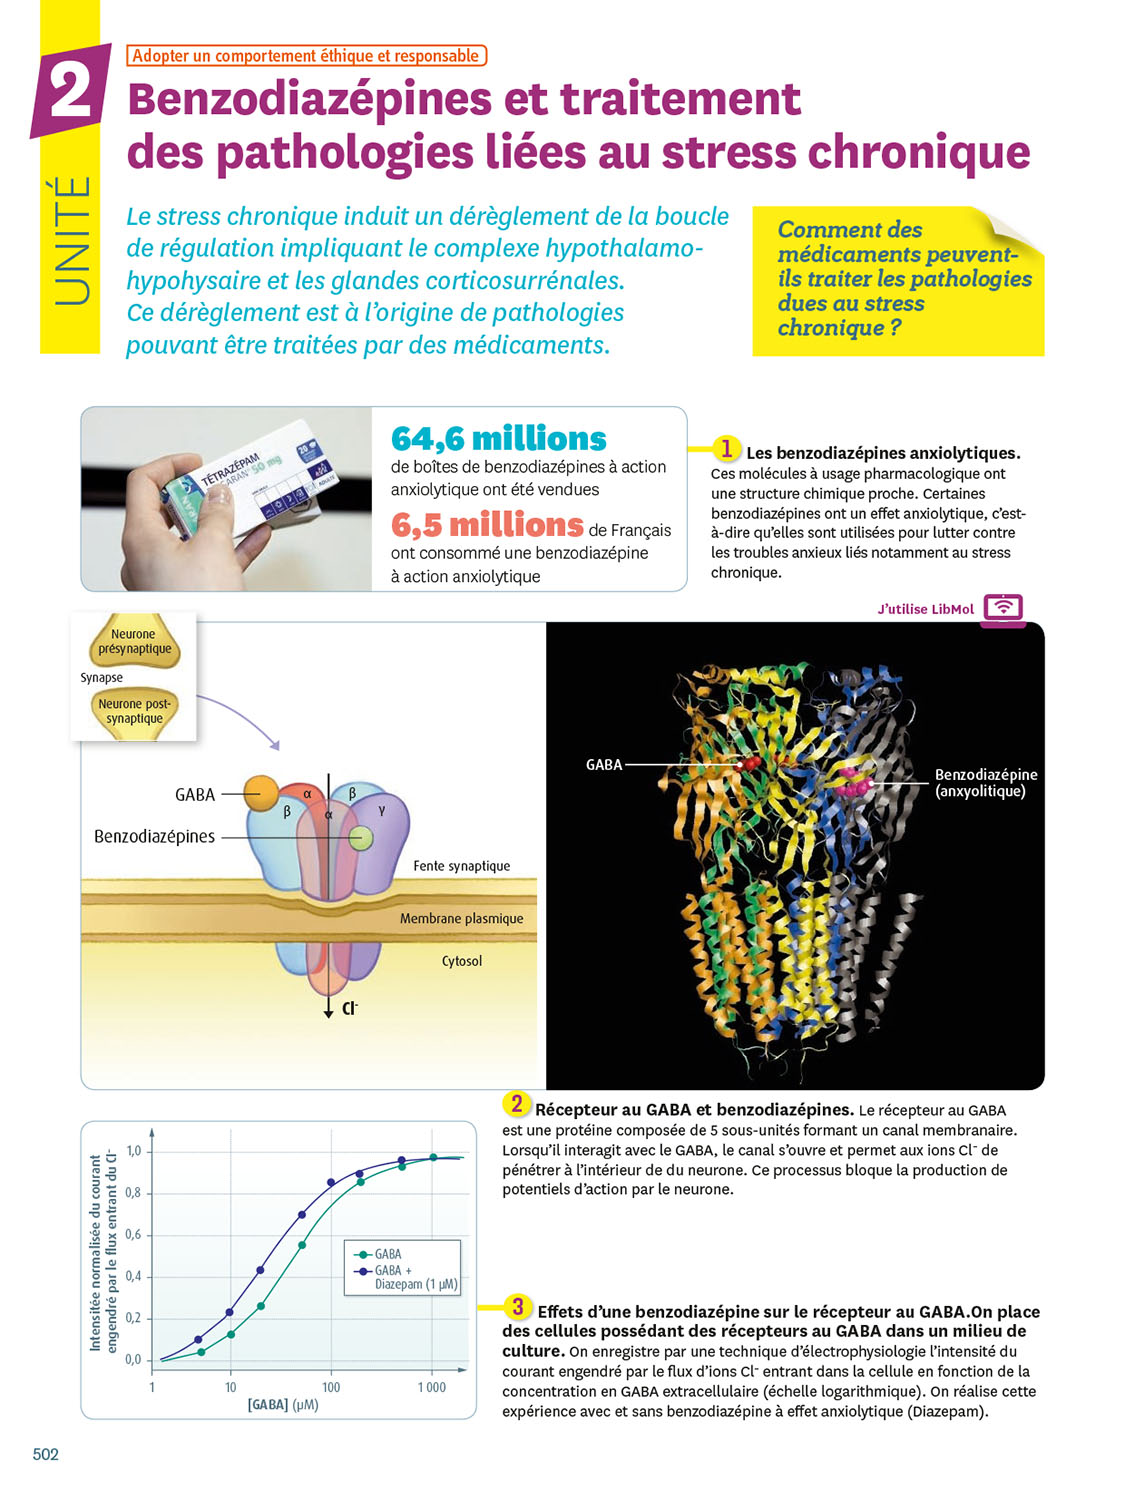 Adopter un comportement éthique et responsable
2
UNITÉ
Benzodiazépines et traitement
des pathologies liées au stress chronique
Le stress chronique induit un dérèglement de la boucle
de régulation impliquant le complexe hypothalamo-
hypohysaire et les glandes corticosurrénales.
Ce dérèglement est à l'origine de pathologies
pouvant être traitées par des médicaments.
Comment des
médicaments peuvent-
ils traiter les pathologies
dues au stress
chronique ?
TÉTRAZÉPAM
50 mg
64,6 millions
de boîtes de benzodiazépines à action
anxiolytique ont été vendues
6,5 millions de Français
ont consommé une benzodiazépine
à action anxiolytique
1 Les benzodiazépines anxiolytiques.
Ces molécules à usage pharmacologique ont
une structure chimique proche. Certaines
benzodiazépines ont un effet anxiolytique, c'est-
à-dire qu'elles sont utilisées pour lutter contre
les troubles anxieux liés notamment au stress
chronique.
J'utilise LibMol
Neurone
présynaptique
Synapse
Neurone post-
synaptique
GABA
Benzodiazépines
α
β
β
α
γ
Fente synaptique
Membrane plasmique
Cytosol
Cl⁻
GABA
Benzodiazépine
(anxyolitique)
2 Récepteur au GABA et benzodiazépines. Le récepteur au GABA
est une protéine composée de 5 sous-unités formant un canal membranaire.
Lorsqu'il interagit avec le GABA, le canal s'ouvre et permet aux ions Cl⁻ de
pénétrer à l'intérieur de du neurone. Ce processus bloque la production de
potentiels d'action par le neurone.
Intensitée normalisée du courant
engendré par le flux entrant du Cl⁻
1,0
0,8
0,6
0,4
0,2
0,0
1 10 100 1 000
[GABA] (µM)
GABA
GABA +
Diazepam (1 µM)
3 Effets d'une benzodiazépine sur le récepteur au GABA.On place
des cellules possédant des récepteurs au GABA dans un milieu de
culture. On enregistre par une technique d'électrophysiologie l'intensité du
courant engendré par le flux d'ions Cl⁻ entrant dans la cellule en fonction de la
concentration en GABA extracellulaire (échelle logarithmique). On réalise cette
expérience avec et sans benzodiazépine à effet anxiolytique (Diazepam).
502